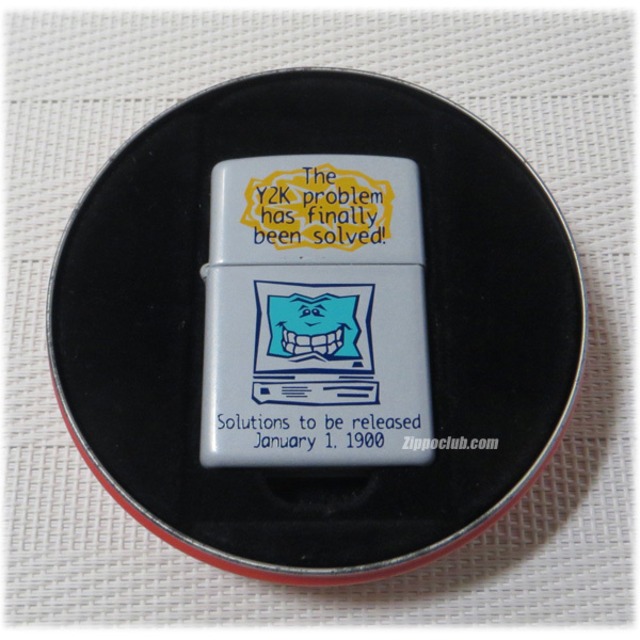 The
Y2K problem
has finally
been solved!
Solutions to be released
January 1, 1900
Zippoclub.com